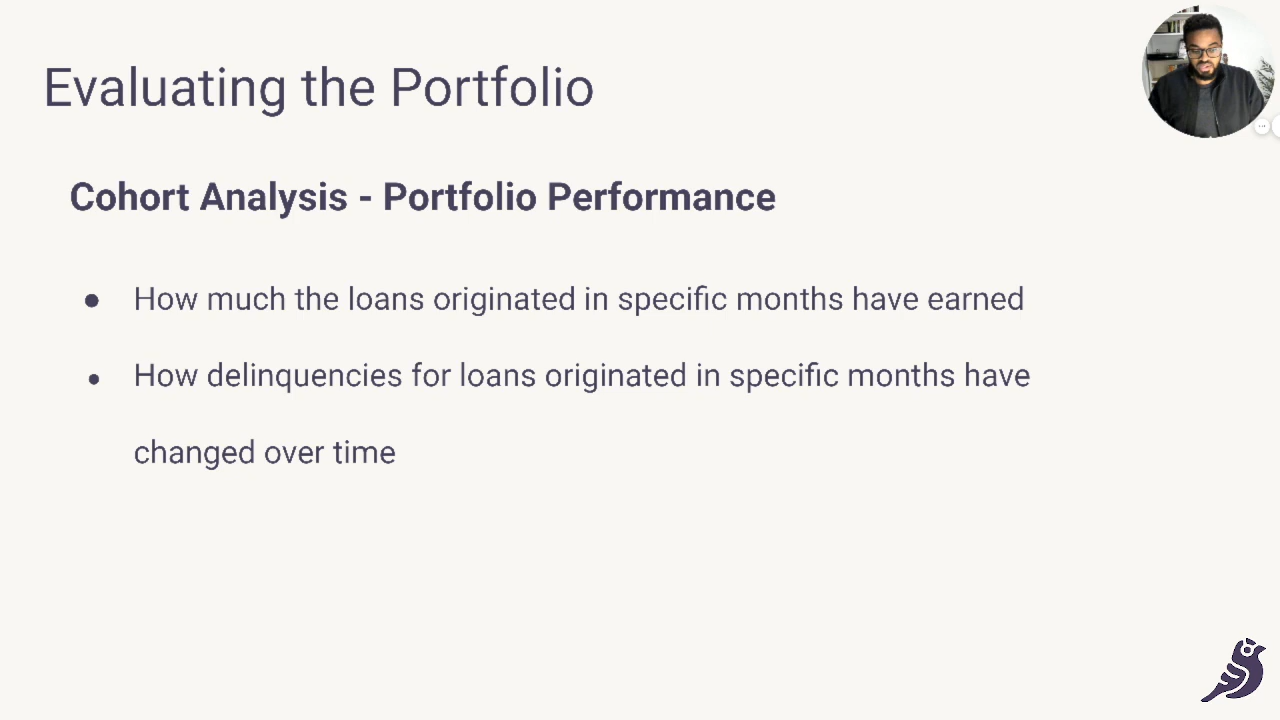 Evaluating the Portfolio
Cohort Analysis - Portfolio Performance
● How much the loans originated in specific months have earned
● How delinquencies for loans originated in specific months have
changed over time